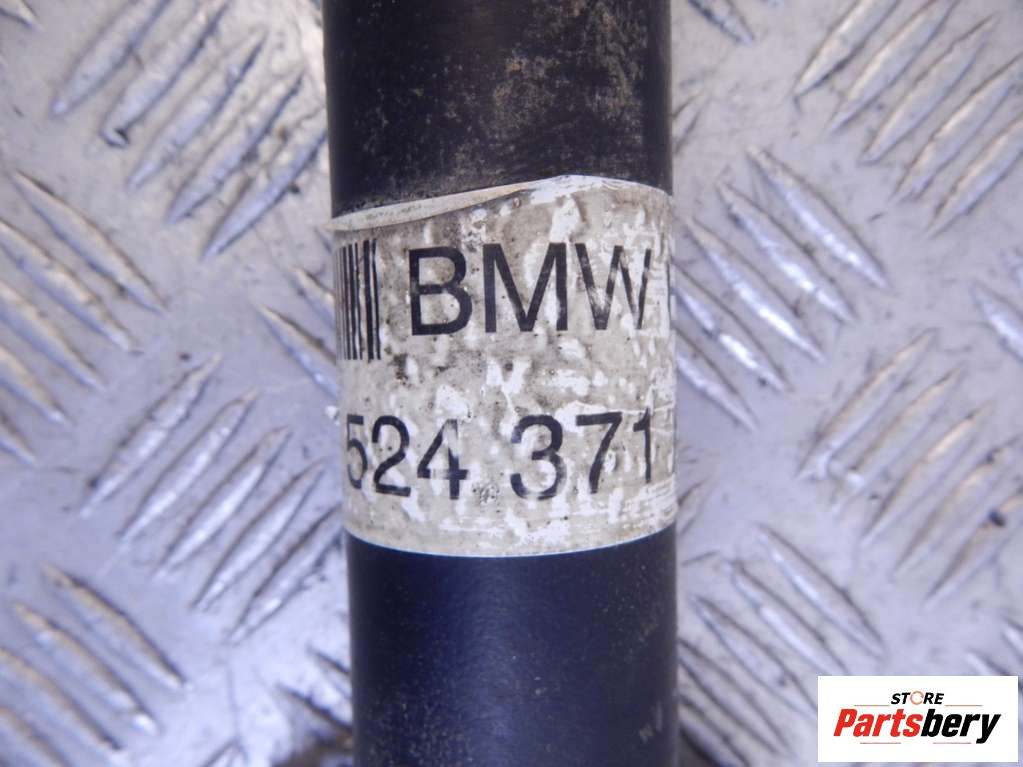 BMW
524 371
STORE
Partsbery